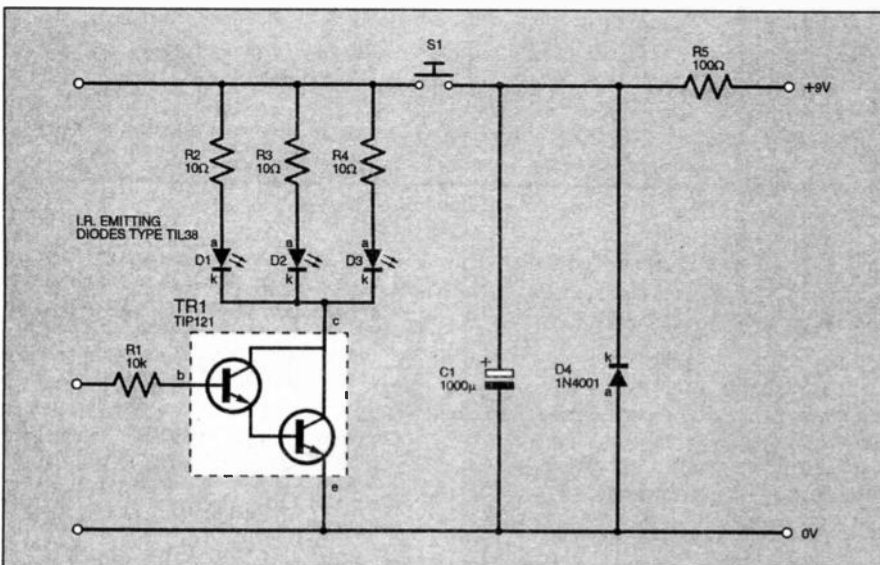 S1
R5
100Ω
+9V
R2
10Ω
R3
10Ω
R4
10Ω
I.R. EMITTING
DIODES TYPE TIL38
a
D1
k
a
D2
k
a
D3
k
TR1
TIP121
c
R1
10k
b
e
+
C1
1000µ
k
D4
1N4001
a
0V